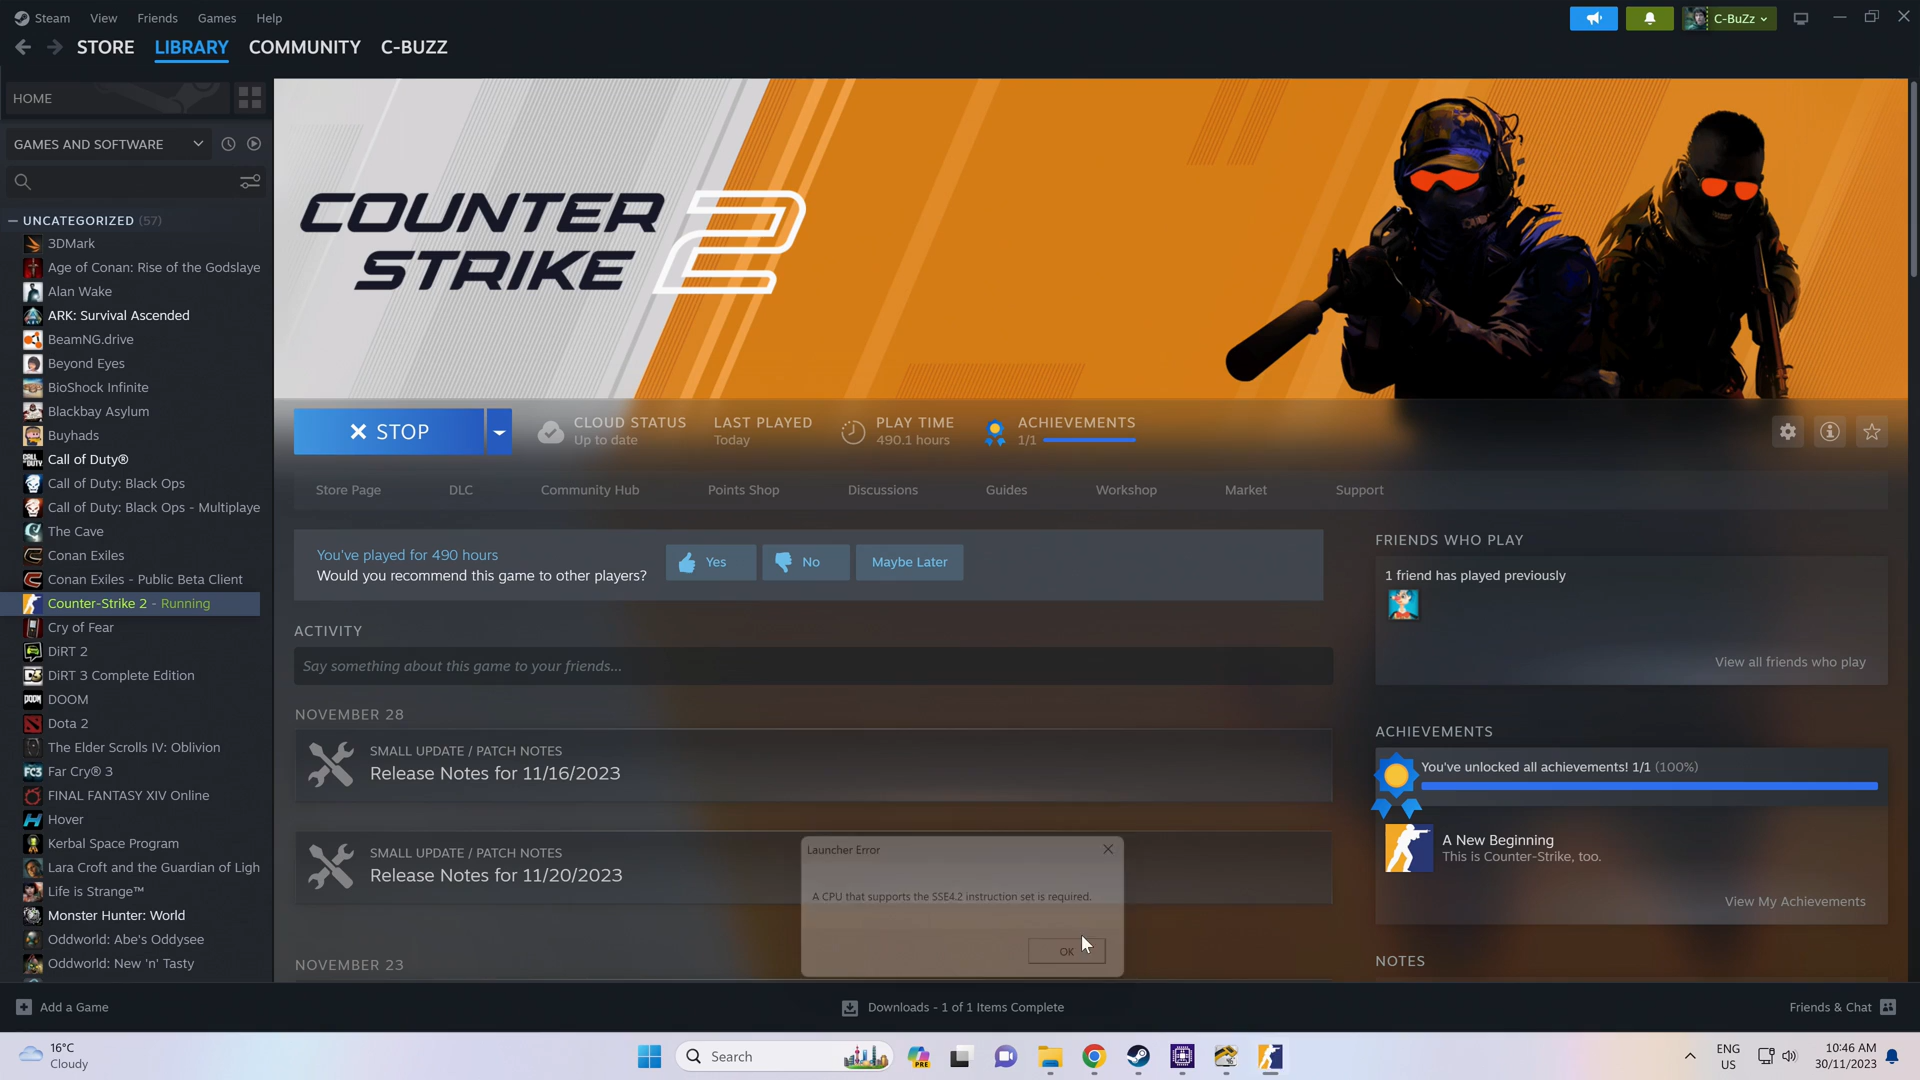 Steam View Friends Games Help
C-BuZz
STORE LIBRARY COMMUNITY C-BUZZ
HOME
GAMES AND SOFTWARE
UNCATEGORIZED (57)
3DMark
Age of Conan: Rise of the Godslaye
Alan Wake
ARK: Survival Ascended
BeamNG.drive
Beyond Eyes
BioShock Infinite
Blackbay Asylum
Buyhads
Call of Duty®
Call of Duty: Black Ops
Call of Duty: Black Ops - Multiplaye
The Cave
Conan Exiles
Conan Exiles - Public Beta Client
Counter-Strike 2 - Running
Cry of Fear
DiRT 2
DiRT 3 Complete Edition
DOOM
Dota 2
The Elder Scrolls IV: Oblivion
Far Cry® 3
FINAL FANTASY XIV Online
Hover
Kerbal Space Program
Lara Croft and the Guardian of Ligh
Life is Strange™
Monster Hunter: World
Oddworld: Abe's Oddysee
Oddworld: New 'n' Tasty
COUNTER
STRIKE 2
STOP
CLOUD STATUS
Up to date
LAST PLAYED
Today
PLAY TIME
490.1 hours
ACHIEVEMENTS
1/1
Store Page DLC Community Hub Points Shop Discussions Guides Workshop Market Support
You've played for 490 hours
Would you recommend this game to other players?
Yes No Maybe Later
ACTIVITY
Say something about this game to your friends...
NOVEMBER 28
SMALL UPDATE / PATCH NOTES
Release Notes for 11/16/2023
SMALL UPDATE / PATCH NOTES
Release Notes for 11/20/2023
NOVEMBER 23
Launcher Error
A CPU that supports the SSE4.2 instruction set is required.
OK
FRIENDS WHO PLAY
1 friend has played previously
View all friends who play
ACHIEVEMENTS
You've unlocked all achievements! 1/1 (100%)
A New Beginning
This is Counter-Strike, too.
View My Achievements
NOTES
Add a Game
Downloads - 1 of 1 Items Complete
Friends & Chat
16°C
Cloudy
Search
PRE
ENG
US
10:46 AM
30/11/2023